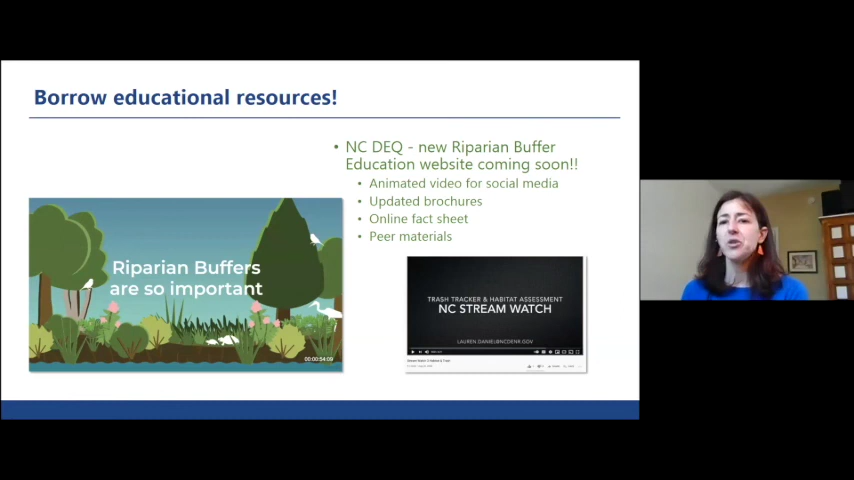 Borrow educational resources!
• NC DEQ - new Riparian Buffer
Education website coming soon!!
• Animated video for social media
• Updated brochures
• Online fact sheet
• Peer materials
Riparian Buffers
are so important
00:00:54:09
TRASH TRACKER & HABITAT ASSESSMENT
NC STREAM WATCH
LAUREN.DANIEL@NCDENR.GOV